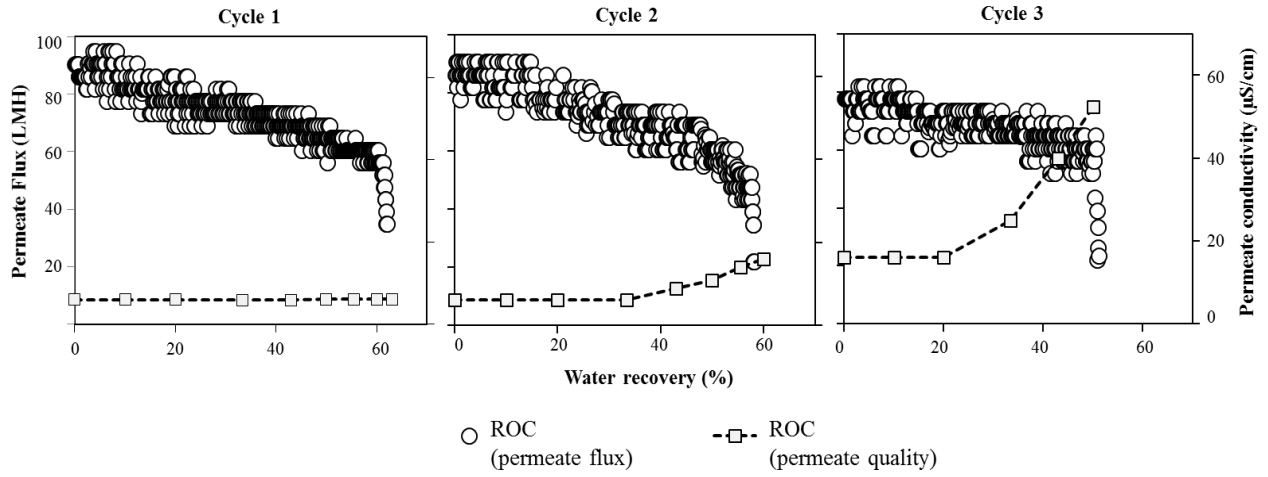 Cycle 1
Cycle 2
Cycle 3
Permeate Flux (LMH)
100
80
60
40
20
0
20
40
60
0
20
40
60
0
20
40
60
60
40
20
0
Permeate conductivity (µS/cm)
Water recovery (%)
ROC
(permeate flux)
ROC
(permeate quality)